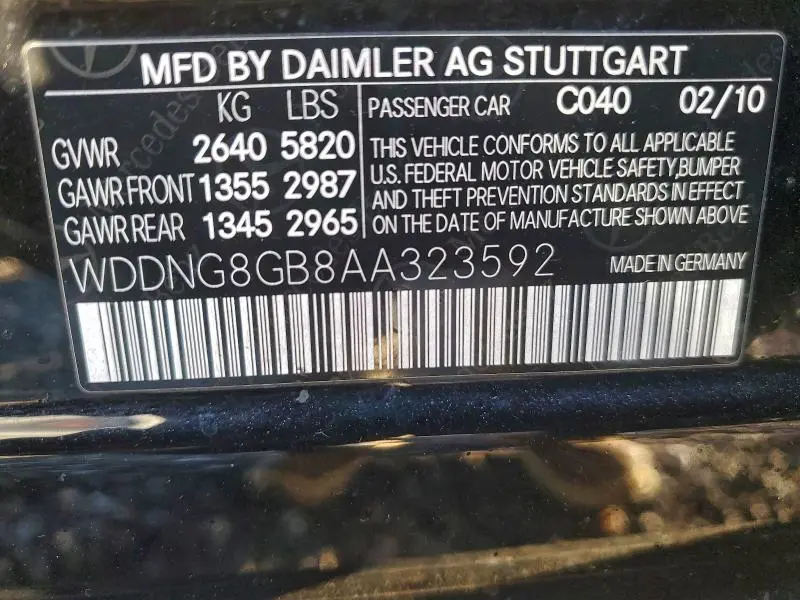 MFD BY DAIMLER AG STUTTGART
KG LBS
GVWR 2640 5820
GAWR FRONT 1355 2987
GAWR REAR 1345 2965
PASSENGER CAR C040 02/10
THIS VEHICLE CONFORMS TO ALL APPLICABLE
U.S. FEDERAL MOTOR VEHICLE SAFETY,BUMPER
AND THEFT PREVENTION STANDARDS IN EFFECT
ON THE DATE OF MANUFACTURE SHOWN ABOVE
WDDNG8GB8AA323592 MADE IN GERMANY